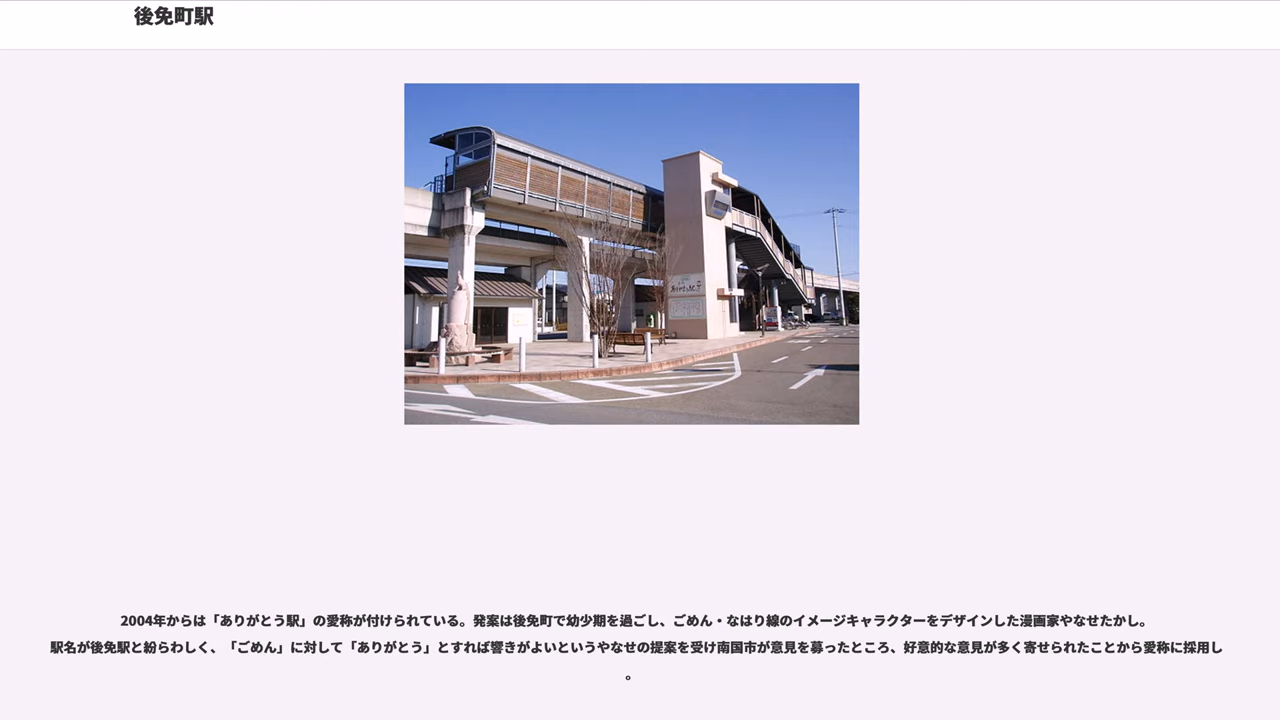 後免町駅
2004年からは「ありがとう駅」の愛称が付けられている。発案は後免町で幼少期を過ごし、ごめん・なはり線のイメージキャラクターをデザインした漫画家やなせたかし。
駅名が後免駅と紛らわしく、「ごめん」に対して「ありがとう」とすれば響きがよいというやなせの提案を受け南国市が意見を募ったところ、好意的な意見が多く寄せられたことから愛称に採用し
。